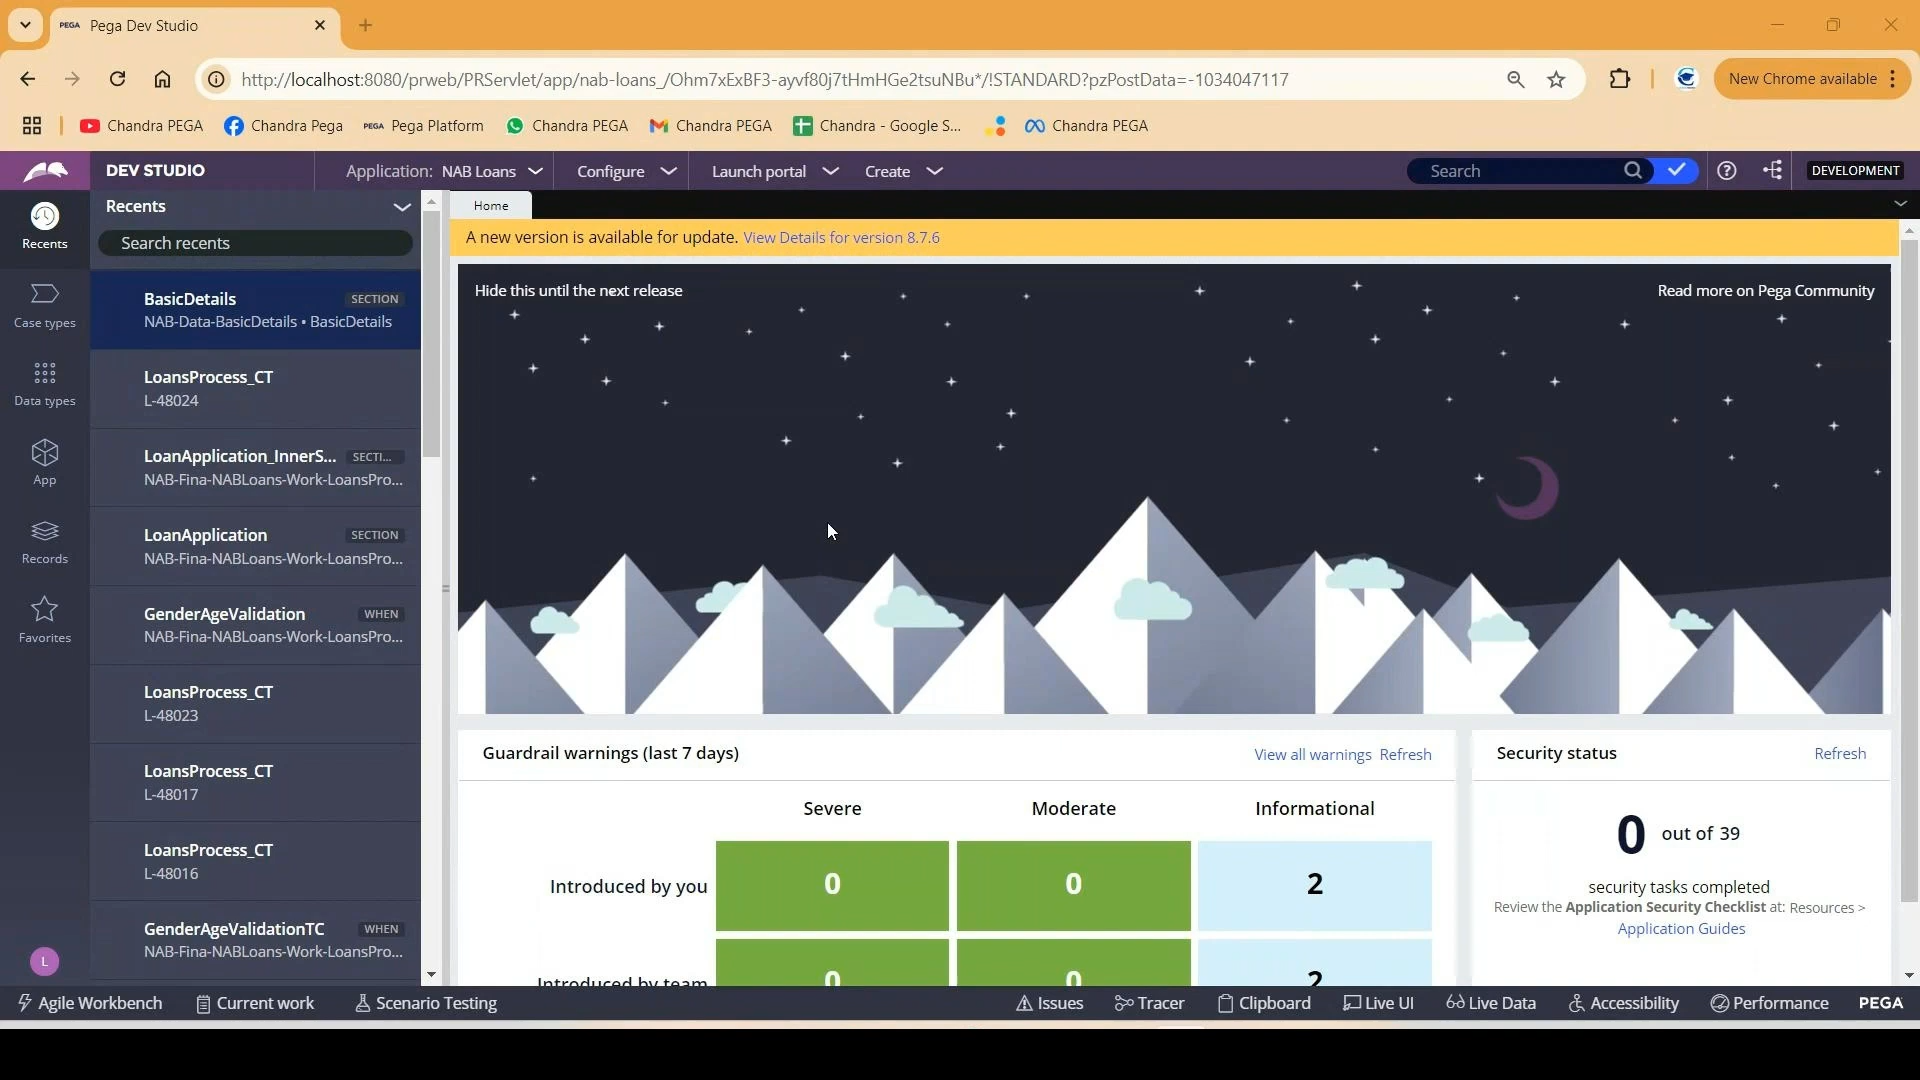 PEGA Pega Dev Studio
http://localhost:8080/prweb/PRServlet/app/nab-loans_/Ohm7xExBF3-ayvf80j7tHmHGe2tsuNBu*/!STANDARD?pzPostData=-1034047117
New Chrome available
Chandra PEGA
Chandra Pega
PEGA Pega Platform
Chandra PEGA
Chandra PEGA
Chandra - Google S...
Chandra PEGA
DEV STUDIO
Application: NAB Loans
Configure
Launch portal
Create
Search
DEVELOPMENT
Recents
Case types
Data types
App
Records
Favorites
L
Recents
Search recents
BasicDetails SECTION
NAB-Data-BasicDetails • BasicDetails
LoansProcess_CT
L-48024
LoanApplication_InnerS... SECTI...
NAB-Fina-NABLoans-Work-LoansPro...
LoanApplication SECTION
NAB-Fina-NABLoans-Work-LoansPro...
GenderAgeValidation WHEN
NAB-Fina-NABLoans-Work-LoansPro...
LoansProcess_CT
L-48023
LoansProcess_CT
L-48017
LoansProcess_CT
L-48016
GenderAgeValidationTC WHEN
NAB-Fina-NABLoans-Work-LoansPro...
Home
A new version is available for update. View Details for version 8.7.6
Hide this until the next release
Read more on Pega Community
Guardrail warnings (last 7 days)
View all warnings Refresh
Severe Moderate Informational
Introduced by you 0 0 2
Introduced by team 0 0 2
Security status
Refresh
0 out of 39
security tasks completed
Review the Application Security Checklist at: Resources >
Application Guides
Agile Workbench
Current work
Scenario Testing
Issues
Tracer
Clipboard
Live UI
Live Data
Accessibility
Performance
PEGA